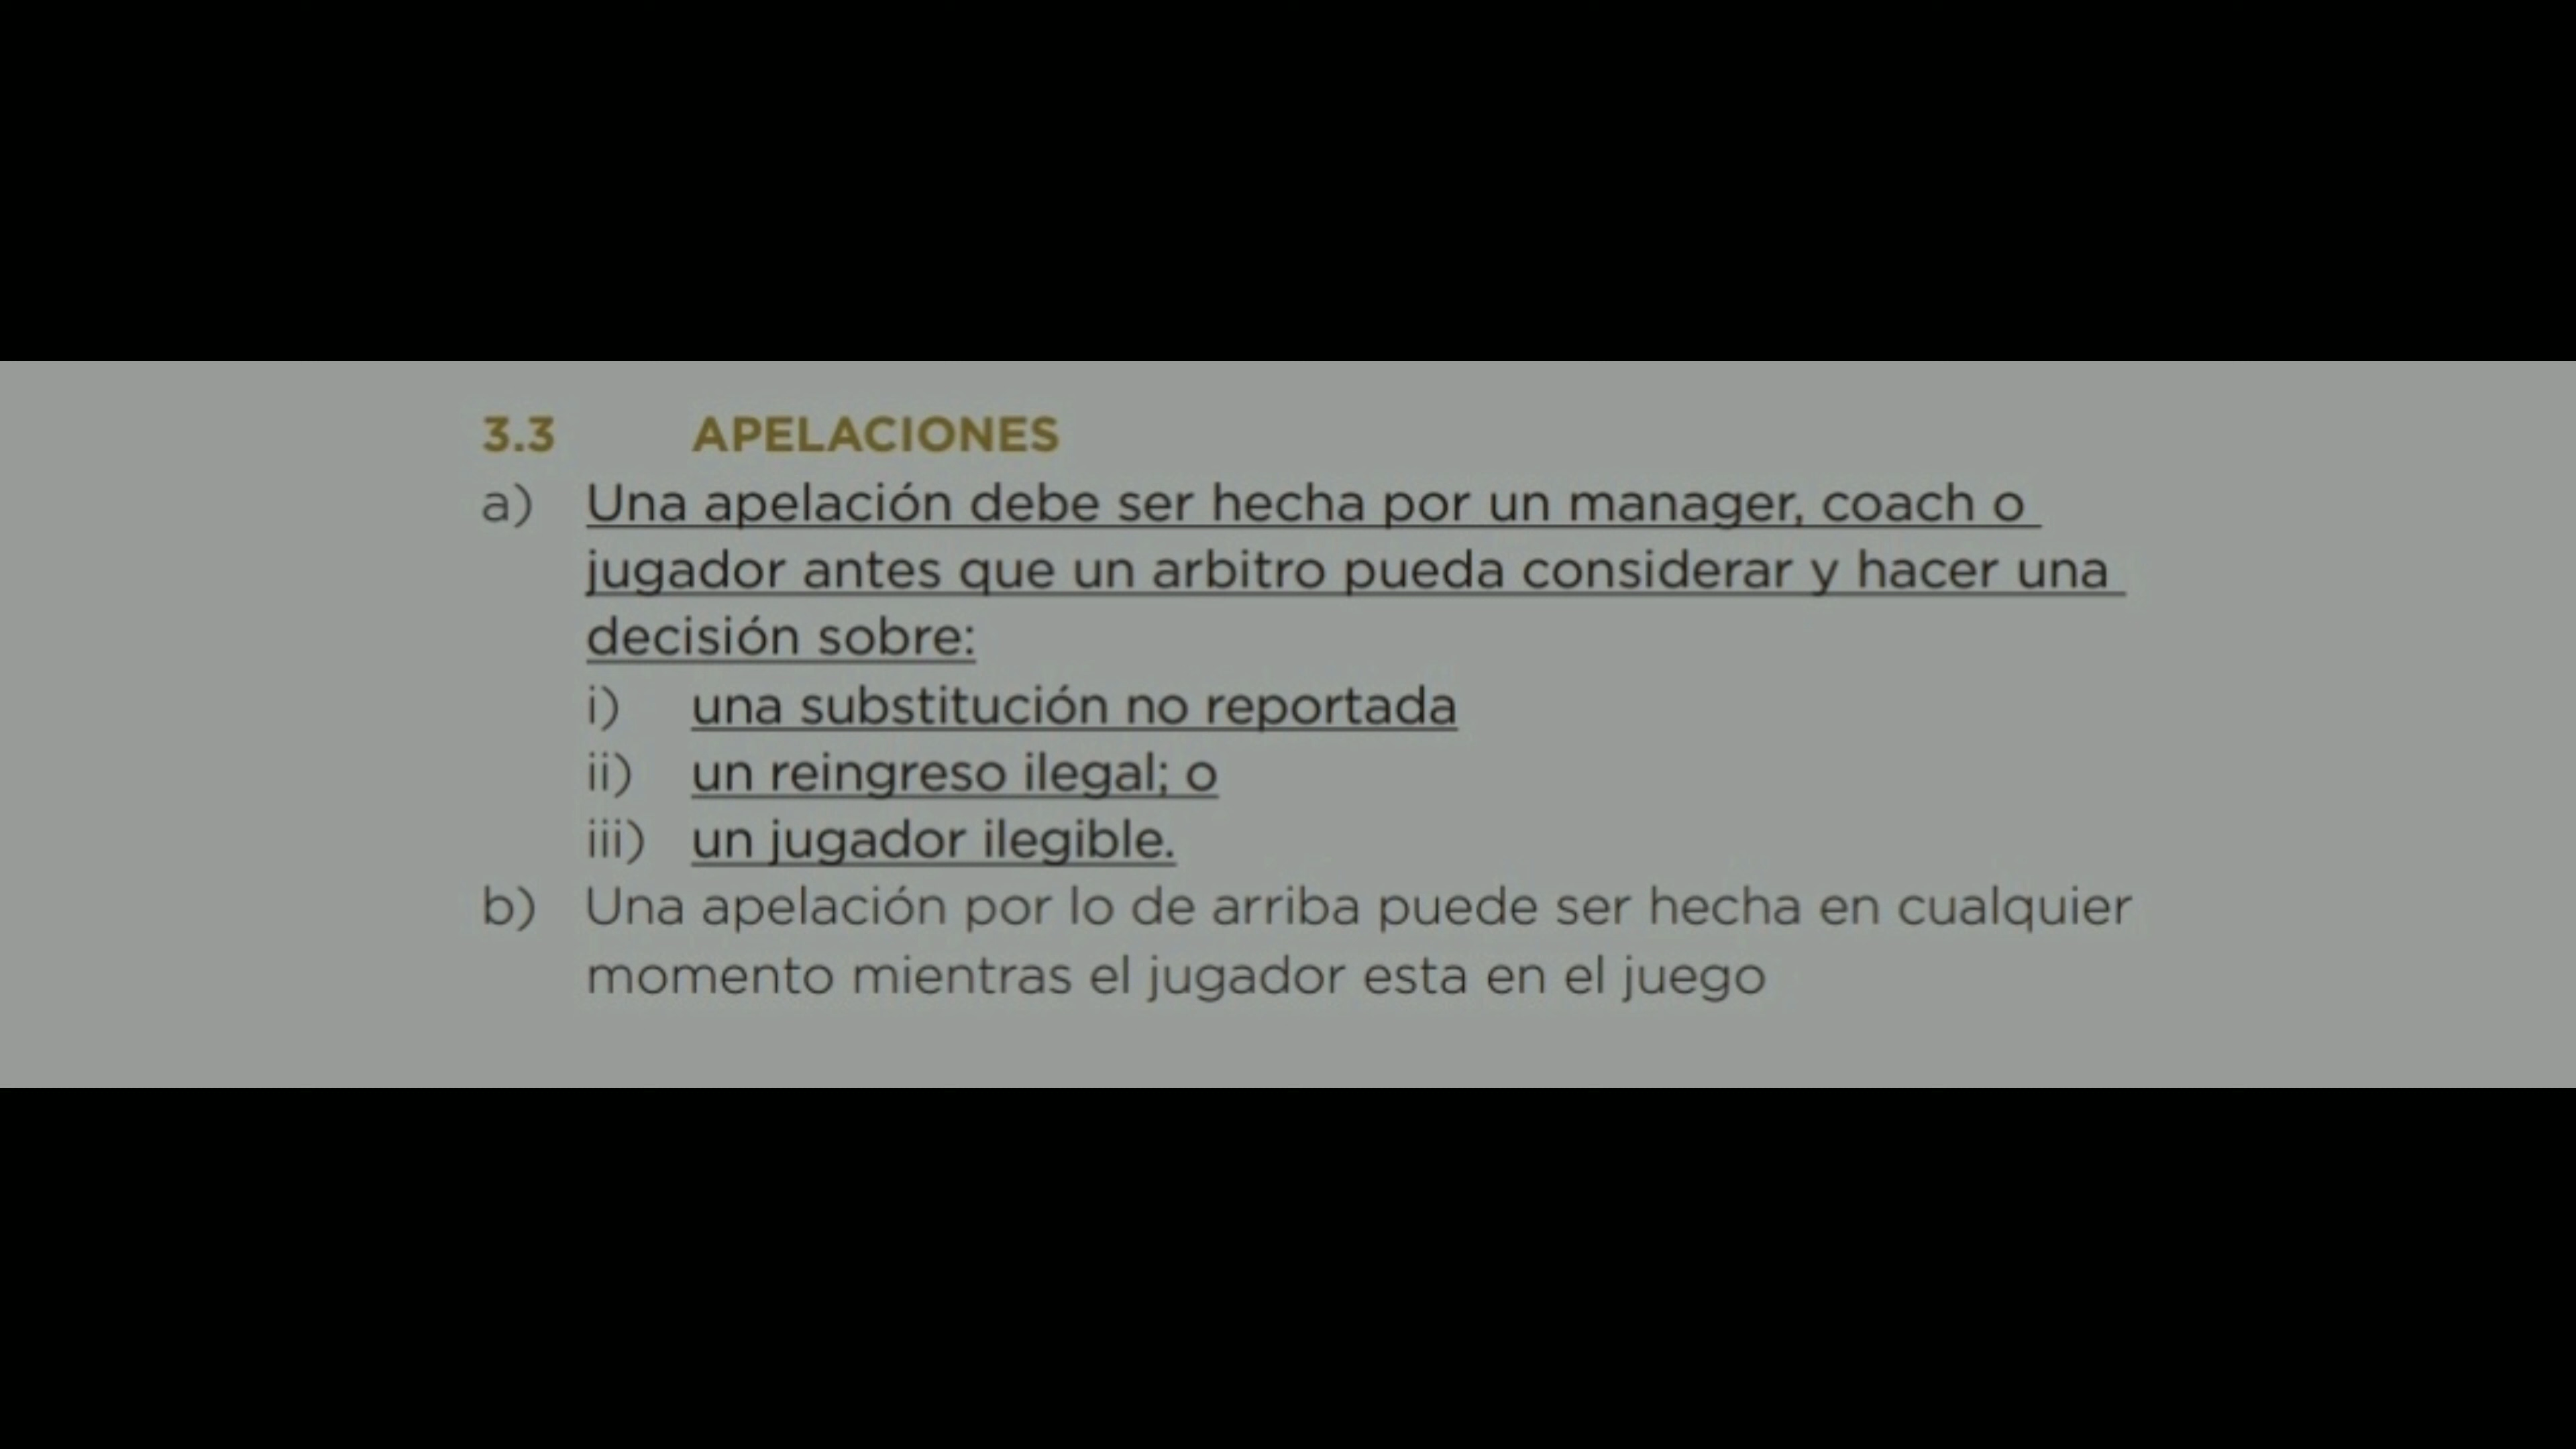 3.3 APELACIONES
a) Una apelación debe ser hecha por un manager, coach o
jugador antes que un arbitro pueda considerar y hacer una
decisión sobre:
i) una substitución no reportada
ii) un reingreso ilegal; o
iii) un jugador ilegible.
b) Una apelación por lo de arriba puede ser hecha en cualquier
momento mientras el jugador esta en el juego